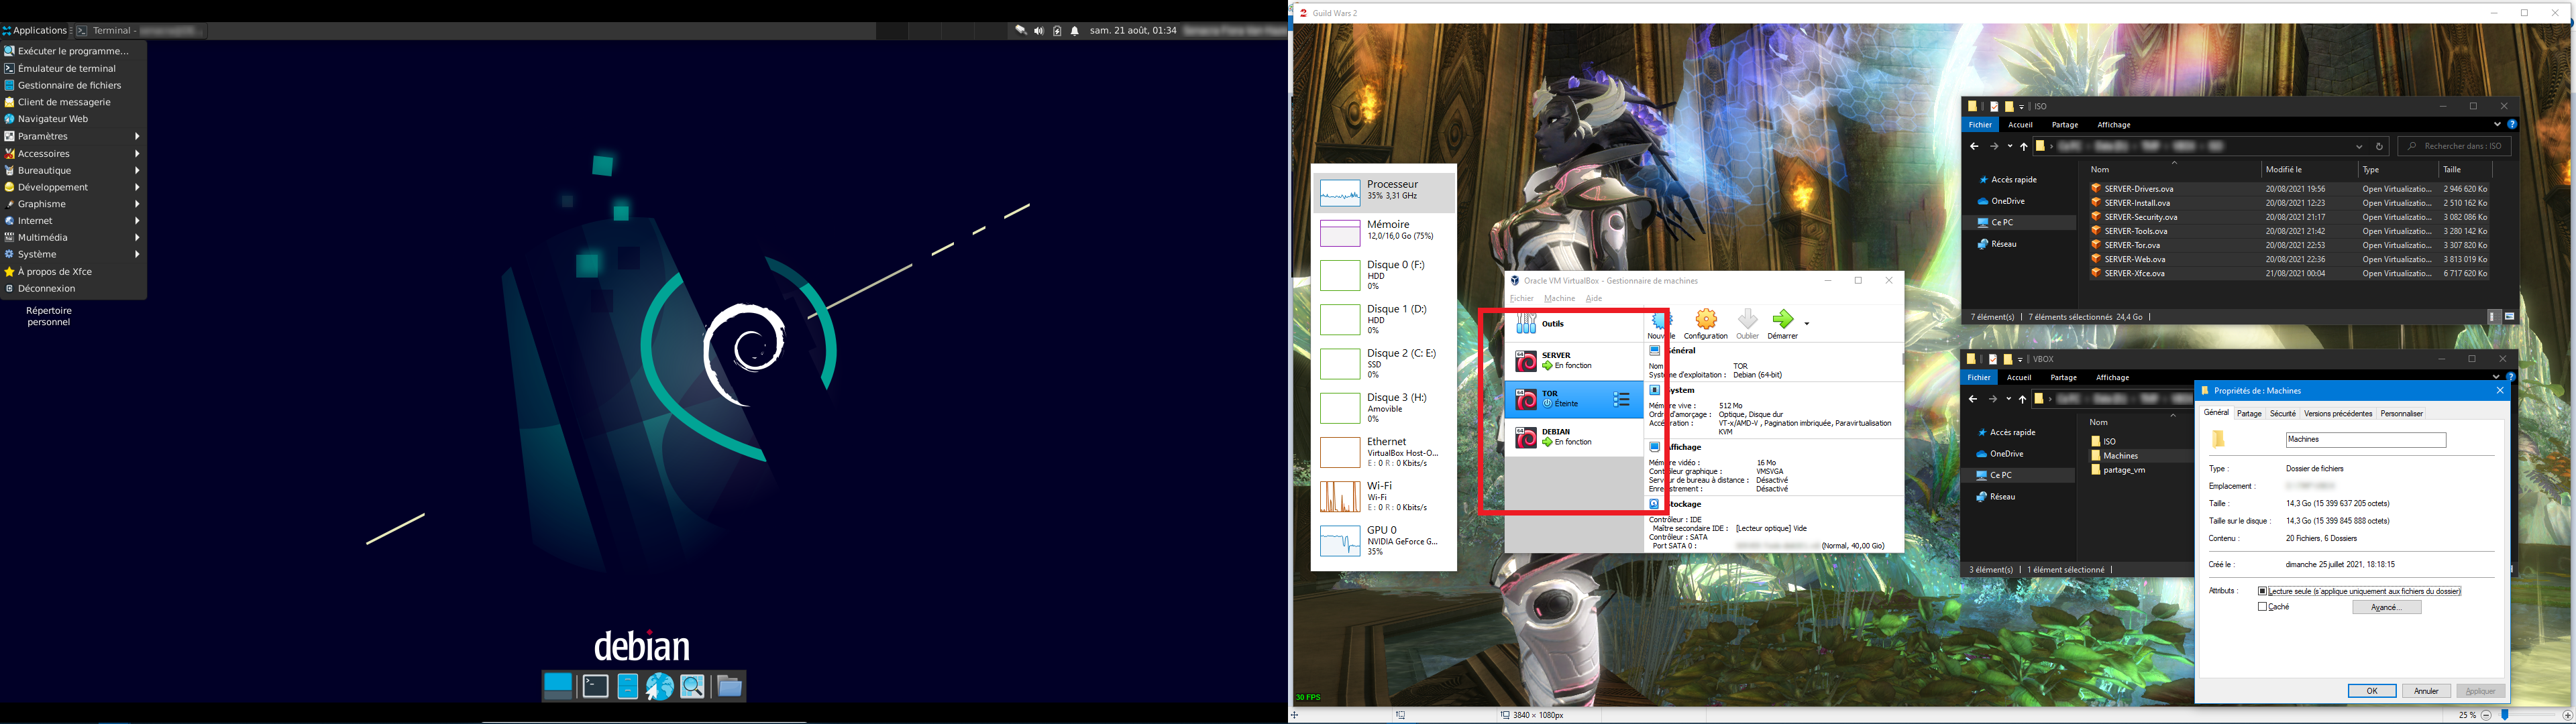 Applications
Terminal -
sam. 21 août, 01:34
Exécuter le programme...
Émulateur de terminal
Gestionnaire de fichiers
Client de messagerie
Navigateur Web
Paramètres
Accessoires
Bureautique
Développement
Graphisme
Internet
Multimédia
Système
À propos de Xfce
Déconnexion
Répertoire
personnel
debian
Guild Wars 2
Processeur
35% 3,31 GHz
Mémoire
12,0/16,0 Go (75%)
Disque 0 (F:)
HDD
0%
Disque 1 (D:)
HDD
0%
Disque 2 (C: E:)
SSD
0%
Disque 3 (H:)
Amovible
0%
Ethernet
VirtualBox Host-O...
E : 0 R : 0 Kbits/s
Wi-Fi
Wi-Fi
E : 0 R : 0 Kbits/s
GPU 0
NVIDIA GeForce G...
35%
30 FPS
Oracle VM VirtualBox - Gestionnaire de machines
Fichier Machine Aide
Outils
Configuration Oublier Démarrer
64 SERVER
En fonction
64 TOR
Éteinte
64 DEBIAN
En fonction
Général
TOR
Système d'exploitation : Debian (64-bit)
System
Mémoire vive : 512 Mo
Ordre d'amorçage : Optique, Disque dur
Accélération : VT-x/AMD-V , Pagination imbriquée, Paravirtualisation
KVM
Affichage
Mémoire vidéo : 16 Mo
Contrôleur graphique : VMSVGA
Serveur de bureau à distance : Désactivé
Enregistrement : Désactivé
Stockage
Contrôleur : IDE
Maître secondaire IDE : [Lecteur optique] Vide
Contrôleur : SATA
Port SATA 0 : (Normal, 40,00 Gio)
ISO
Fichier Accueil Partage Affichage
Rechercher dans : ISO
Accès rapide
OneDrive
Ce PC
Réseau
Nom Modifié le Type Taille
SERVER-Drivers.ova 20/08/2021 19:56 Open Virtualizatio... 2 946 620 Ko
SERVER-Install.ova 20/08/2021 12:23 Open Virtualizatio... 2 510 162 Ko
SERVER-Security.ova 20/08/2021 21:17 Open Virtualizatio... 3 082 086 Ko
SERVER-Tools.ova 20/08/2021 21:42 Open Virtualizatio... 3 280 142 Ko
SERVER-Tor.ova 20/08/2021 22:53 Open Virtualizatio... 3 307 820 Ko
SERVER-Web.ova 20/08/2021 22:36 Open Virtualizatio... 3 813 019 Ko
SERVER-Xfce.ova 21/08/2021 00:04 Open Virtualizatio... 6 717 620 Ko
7 élément(s) 7 éléments sélectionnés 24,4 Go
VBOX
Fichier Accueil Partage Affichage
Accès rapide
OneDrive
Ce PC
Réseau
Nom
ISO
Machines
partage_vm
3 élément(s) 1 élément sélectionné
Propriétés de : Machines
Général Partage Sécurité Versions précédentes Personnaliser
Machines
Type : Dossier de fichiers
Emplacement :
Taille : 14,3 Go (15 399 637 205 octets)
Taille sur le disque : 14,3 Go (15 399 845 888 octets)
Contenu : 20 Fichiers, 6 Dossiers
Créé le : dimanche 25 juillet 2021, 18:18:15
Attributs : Lecture seule (s'applique uniquement aux fichiers du dossier)
Caché
Avancé...
OK Annuler Appliquer
3840 × 1080px
25 %